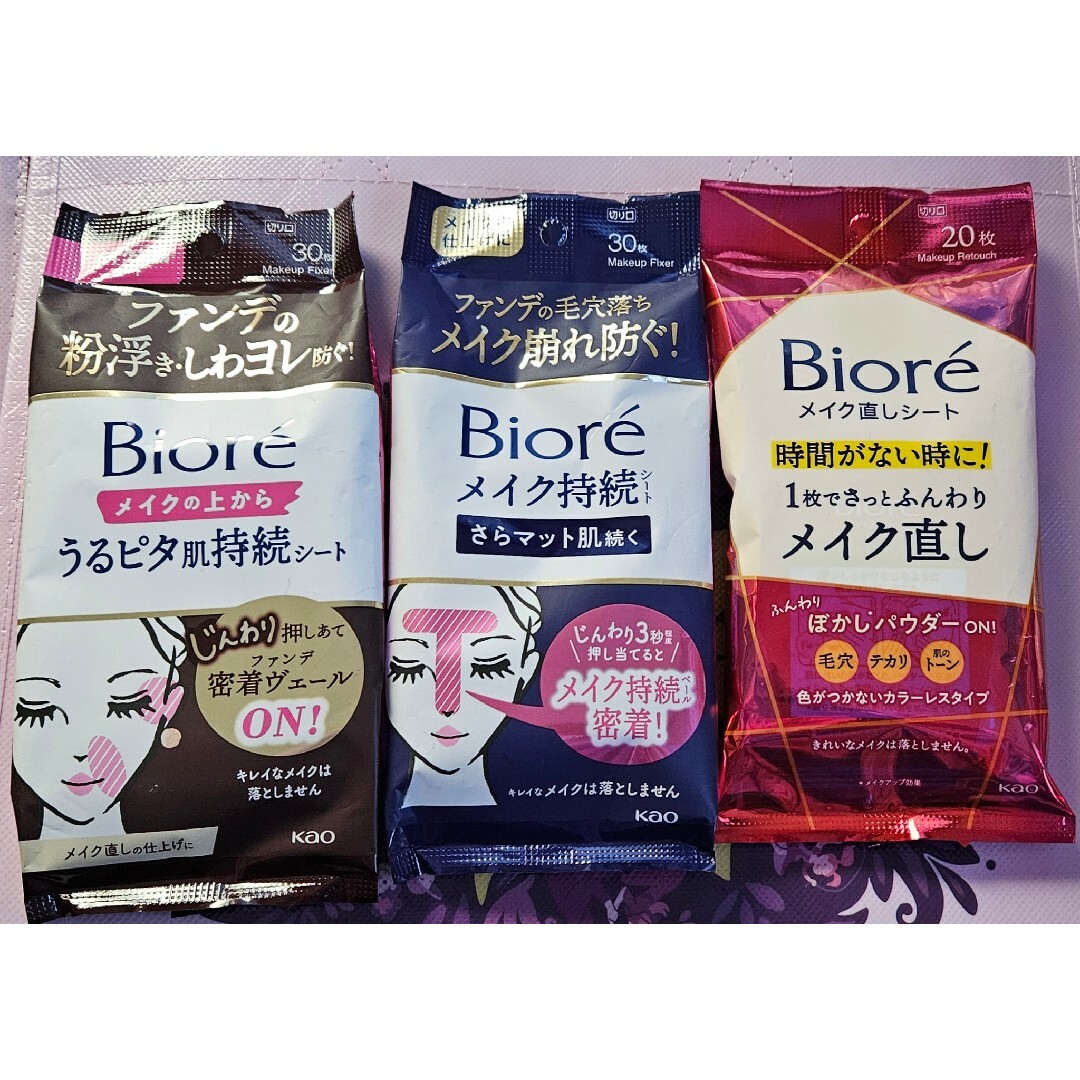 切り口
30枚
Makeup Fixer
ファンデの
粉浮き・しわヨレ防ぐ!
Bioré
メイクの上から
うるピタ肌持続シート
じんわり押しあて
ファンデ
密着ヴェール
ON!
キレイなメイクは
落としません
Kao
メイク直しの仕上げに
切り口
仕上げに
30枚
Makeup Fixer
ファンデの毛穴落ち
メイク崩れ防ぐ!
Bioré
メイク持続シート
さらマット肌続く
じんわり3秒程度
押し当てると
メイク持続ベール
密着!
キレイなメイクは落としません
Kao
切り口
20枚
Makeup Retouch
Bioré
メイク直しシート
時間がない時に!
1枚でさっとふんわり
メイク直し
ふんわり
ぼかしパウダーON!
毛穴
テカリ
肌の
トーン
色がつかないカラーレスタイプ
きれいなメイクは落としません。
*メイクアップ効果
Kao